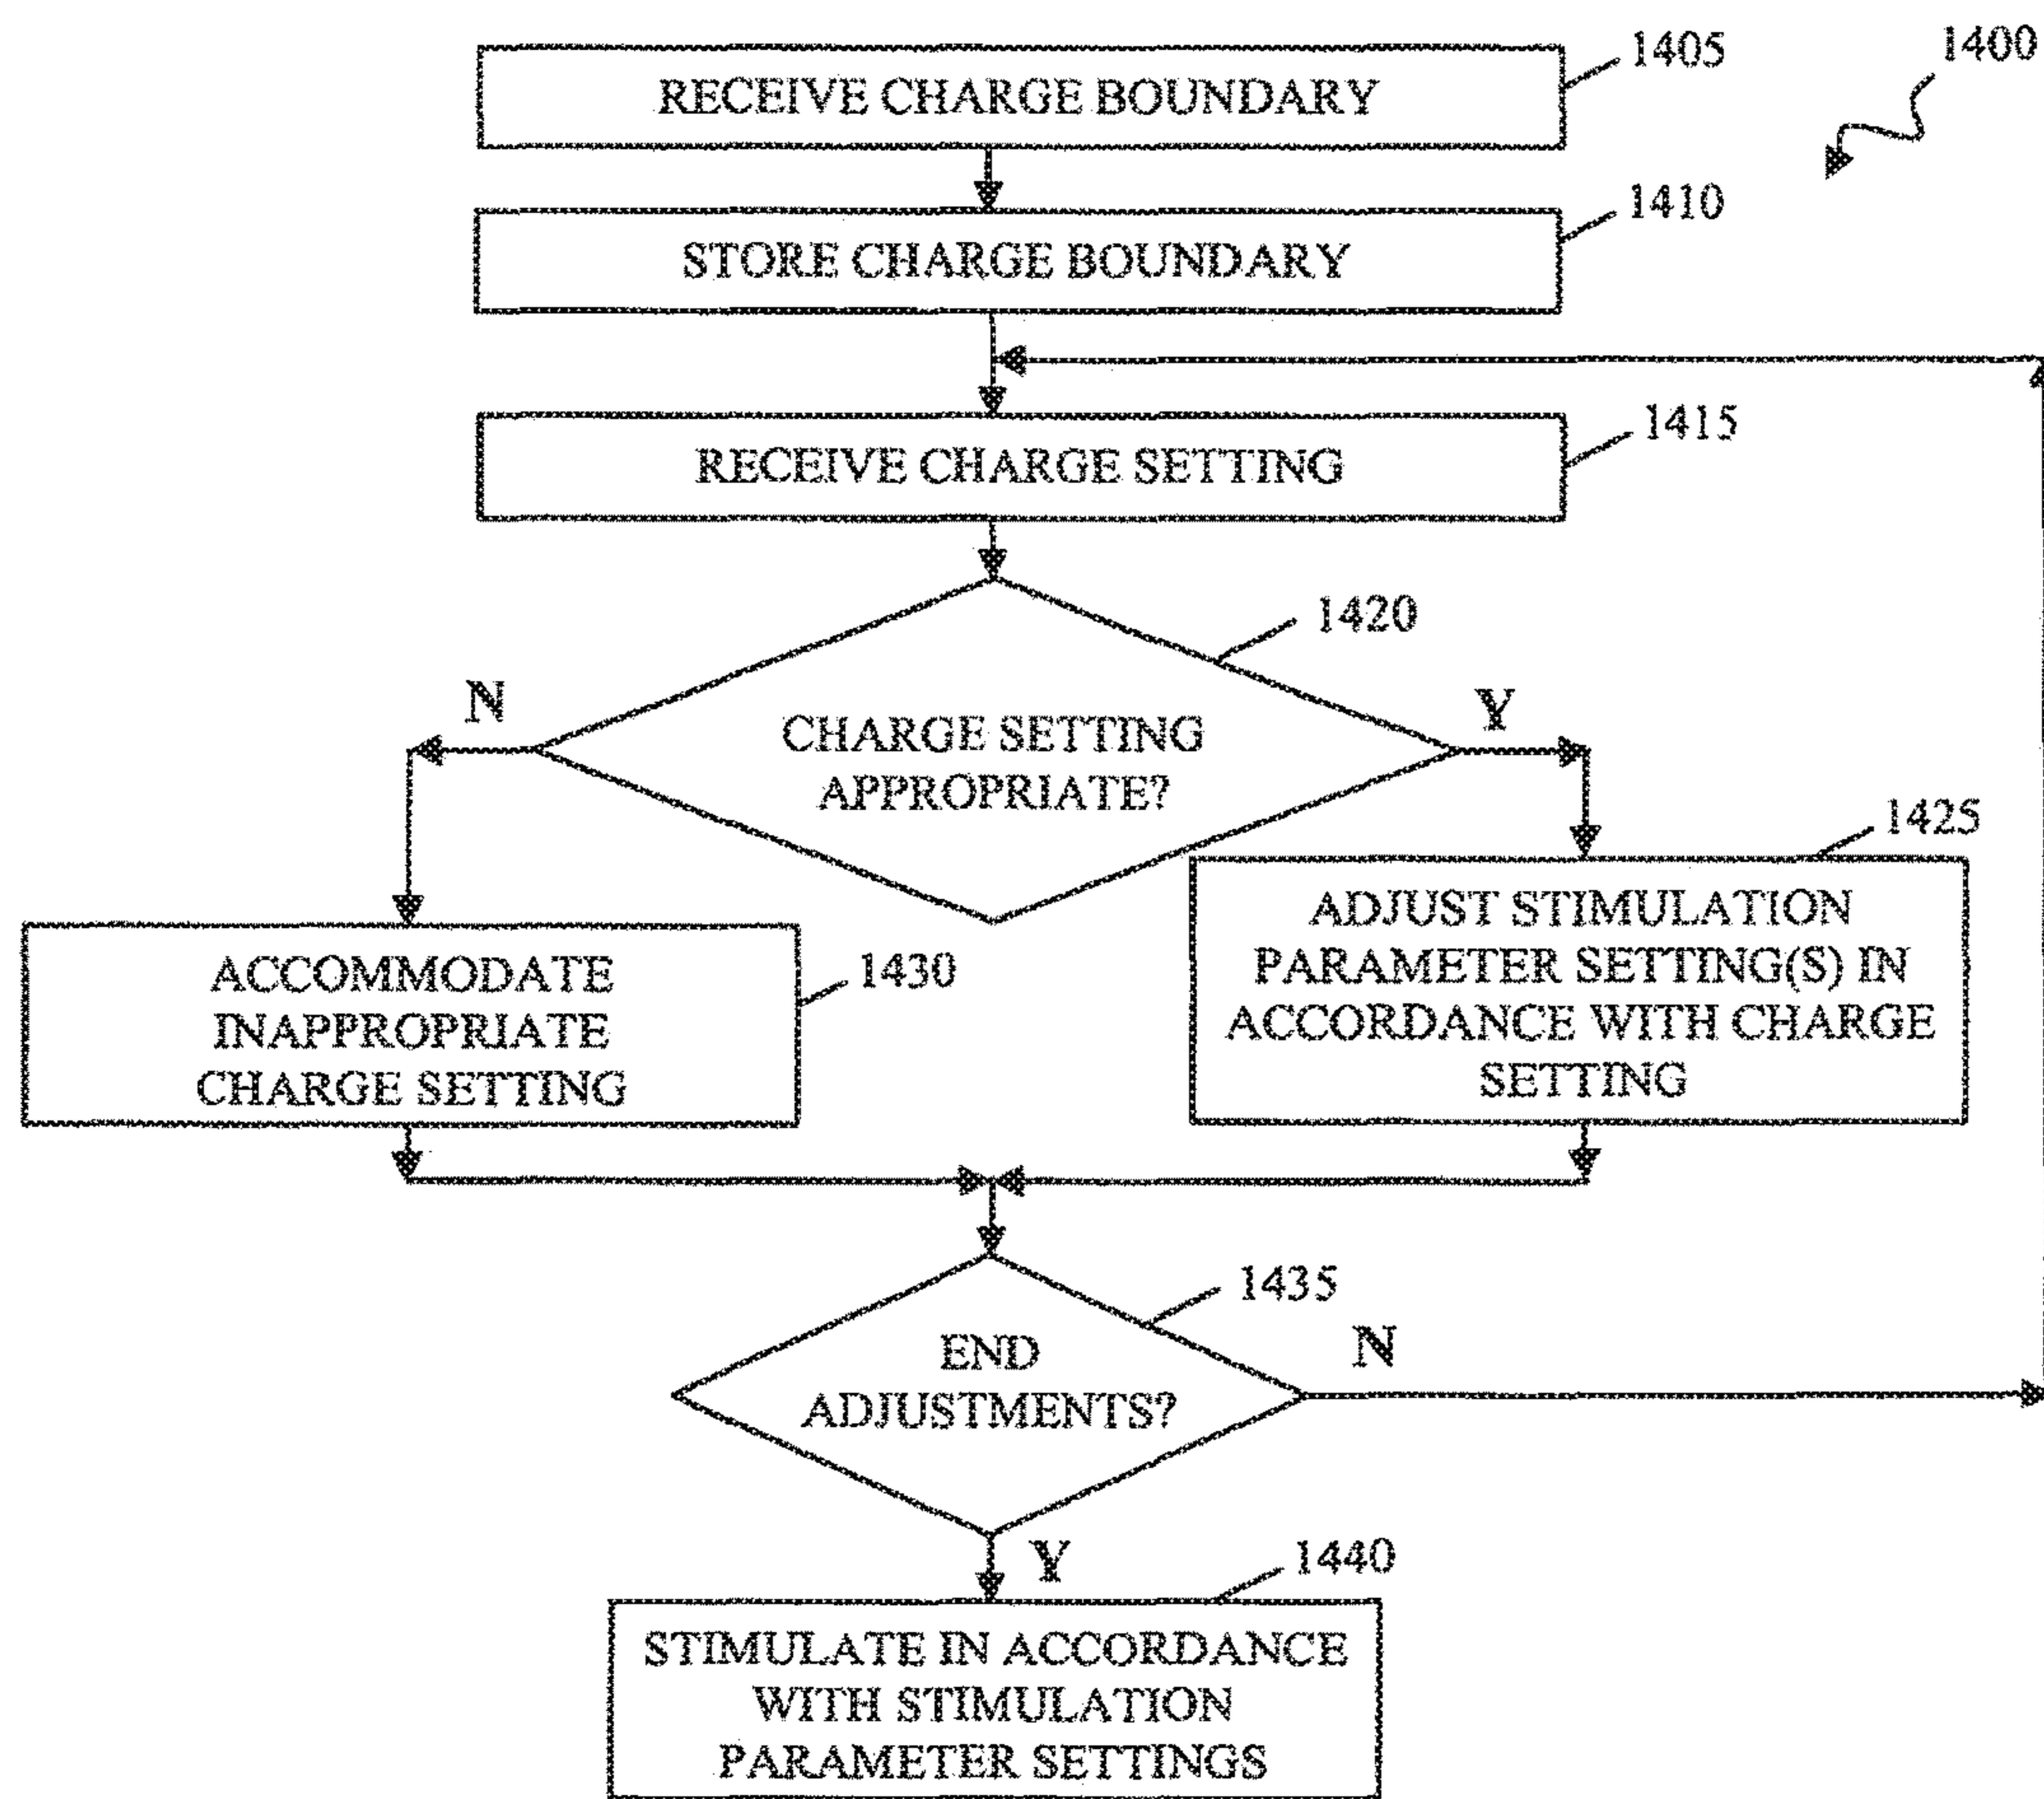 1400
RECEIVE CHARGE BOUNDARY
1405
STORE CHARGE BOUNDARY
1410
RECEIVE CHARGE SETTING
1415
CHARGE SETTING
APPROPRIATE?
1420
N
Y
ADJUST STIMULATION
PARAMETER SETTING(S) IN
ACCORDANCE WITH CHARGE
SETTING
1425
ACCOMMODATE
INAPPROPRIATE
CHARGE SETTING
1430
END
ADJUSTMENTS?
1435
N
Y
STIMULATE IN ACCORDANCE
WITH STIMULATION
PARAMETER SETTINGS
1440